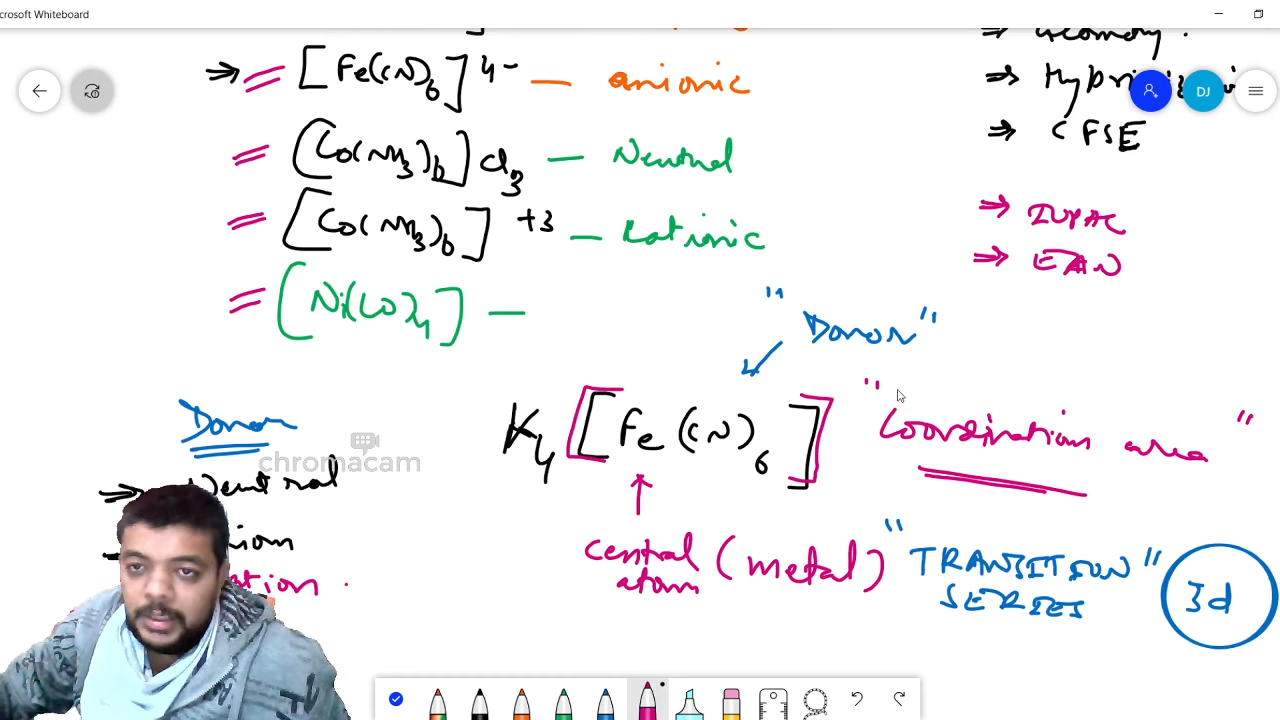 crosoft Whiteboard
[Fe(CN)6]4- — anionic
Geomory.
[Co(NH3)6]Cl3 — Neutral
CFSE
[Co(NH3)6]+3 — Cationic
⇒ IUPAC
⇒ EAN
= [Ni(CO)4] —
"Donor"
Donor
K4[Fe(CN)6] "Coordination area"
chromacam
⇒ Neutral
central atom (metal) "TRANSITION SERIES" 3d
DJ